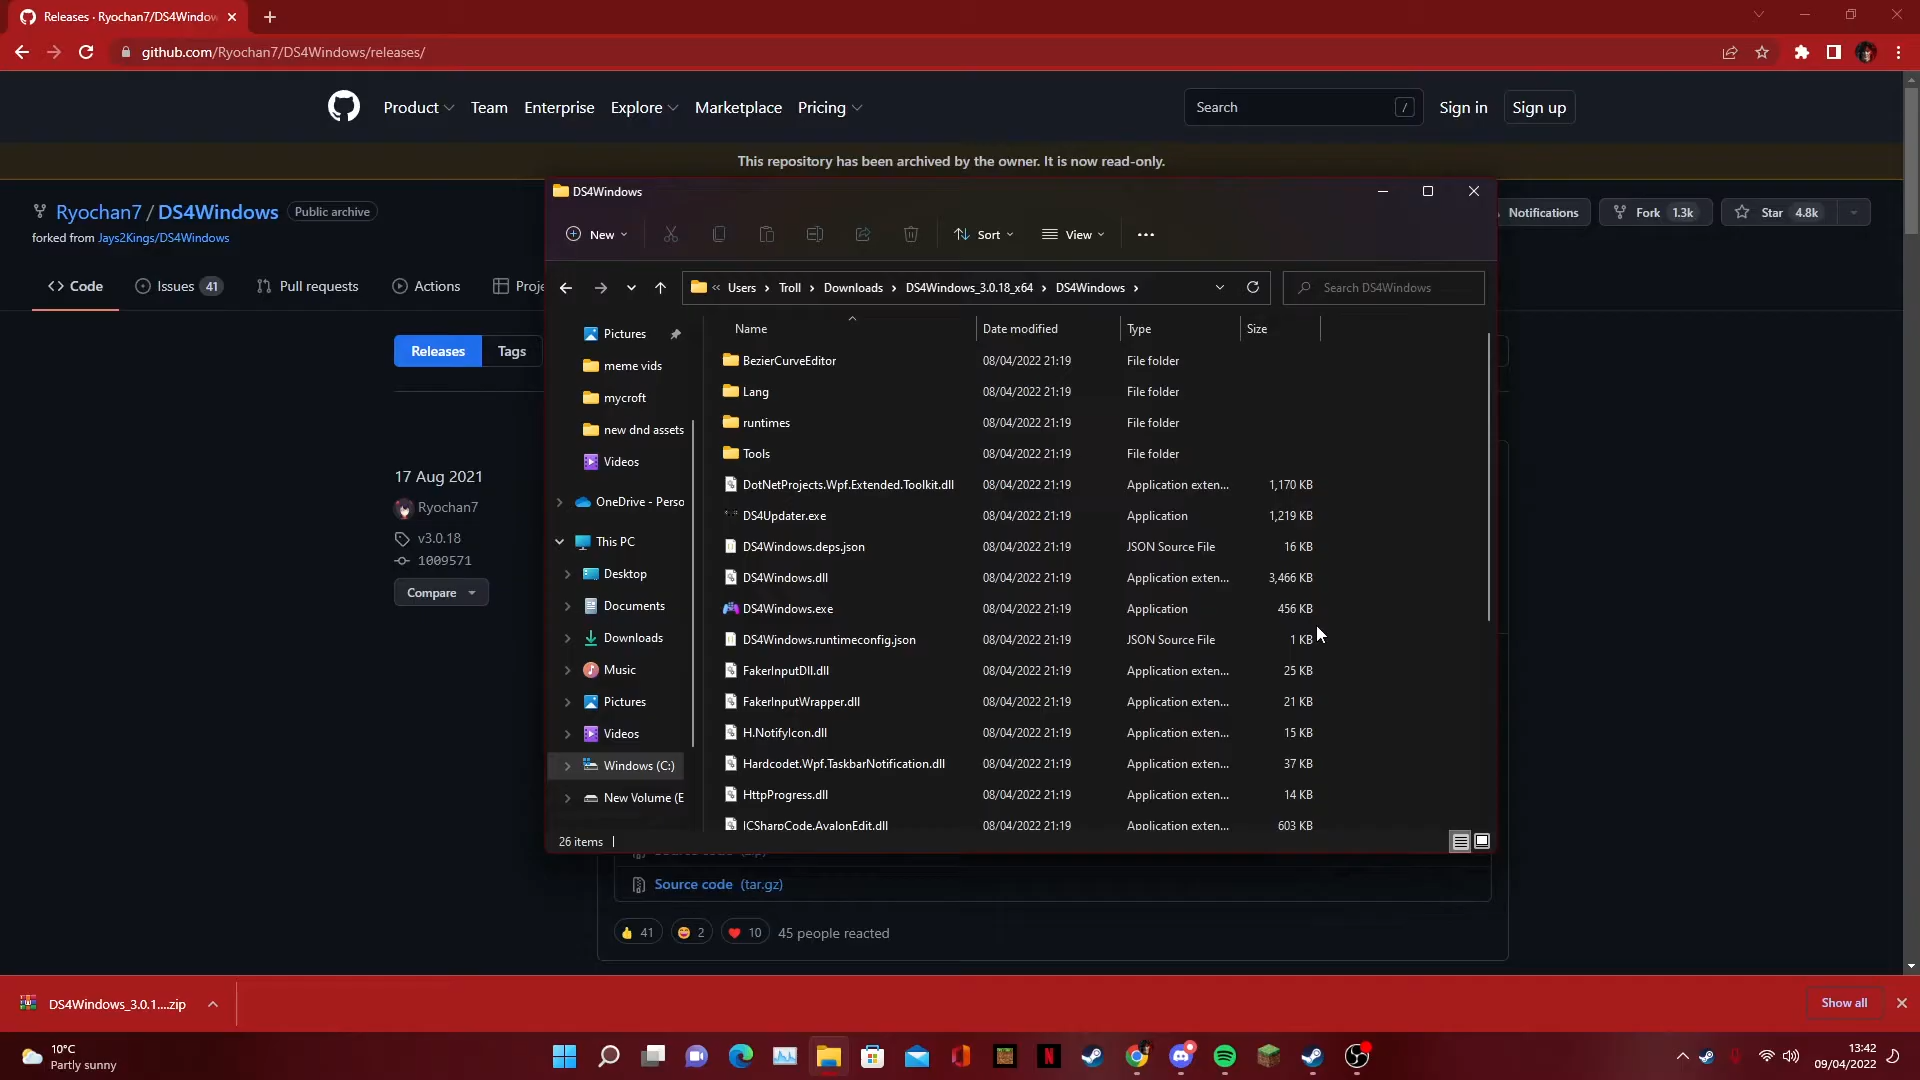 Releases · Ryochan7/DS4Window
github.com/Ryochan7/DS4Windows/releases/
Product Team Enterprise Explore Marketplace Pricing Search / Sign in Sign up
This repository has been archived by the owner. It is now read-only.
Ryochan7 / DS4Windows Public archive
forked from Jays2Kings/DS4Windows
Notifications Fork 1.3k Star 4.8k
Code Issues 41 Pull requests Actions Proje
Releases Tags
17 Aug 2021
Ryochan7
v3.0.18
1009571
Compare
DS4Windows
New Sort View
« Users › Troll › Downloads › DS4Windows_3.0.18_x64 › DS4Windows ›
Search DS4Windows
Pictures
meme vids
mycroft
new dnd assets
Videos
OneDrive - Perso
This PC
Desktop
Documents
Downloads
Music
Pictures
Videos
Windows (C:)
New Volume (E
Name Date modified Type Size
BezierCurveEditor 08/04/2022 21:19 File folder
Lang 08/04/2022 21:19 File folder
runtimes 08/04/2022 21:19 File folder
Tools 08/04/2022 21:19 File folder
DotNetProjects.Wpf.Extended.Toolkit.dll 08/04/2022 21:19 Application exten... 1,170 KB
DS4Updater.exe 08/04/2022 21:19 Application 1,219 KB
DS4Windows.deps.json 08/04/2022 21:19 JSON Source File 16 KB
DS4Windows.dll 08/04/2022 21:19 Application exten... 3,466 KB
DS4Windows.exe 08/04/2022 21:19 Application 456 KB
DS4Windows.runtimeconfig.json 08/04/2022 21:19 JSON Source File 1 KB
FakerInputDll.dll 08/04/2022 21:19 Application exten... 25 KB
FakerInputWrapper.dll 08/04/2022 21:19 Application exten... 21 KB
H.NotifyIcon.dll 08/04/2022 21:19 Application exten... 15 KB
Hardcodet.Wpf.TaskbarNotification.dll 08/04/2022 21:19 Application exten... 37 KB
HttpProgress.dll 08/04/2022 21:19 Application exten... 14 KB
ICSharpCode.AvalonEdit.dll 08/04/2022 21:19 Application exten... 603 KB
26 items
Source code (tar.gz)
41 2 10 45 people reacted
DS4Windows_3.0.1....zip
Show all
10°C
Partly sunny
13:42
09/04/2022